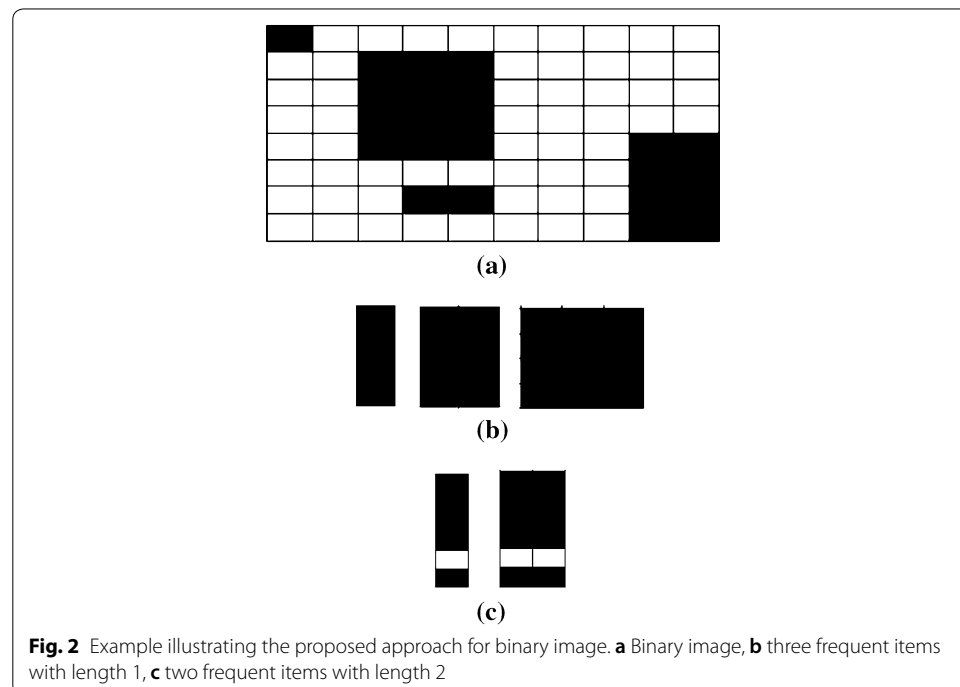 (a)
(b)
(c)
Fig. 2 Example illustrating the proposed approach for binary image. a Binary image, b three frequent items
with length 1, c two frequent items with length 2